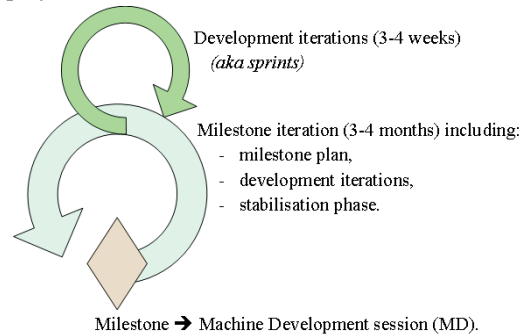 Development iterations (3-4 weeks)
(aka sprints)
Milestone iteration (3-4 months) including:
- milestone plan,
- development iterations,
- stabilisation phase.
Milestone ➔ Machine Development session (MD).